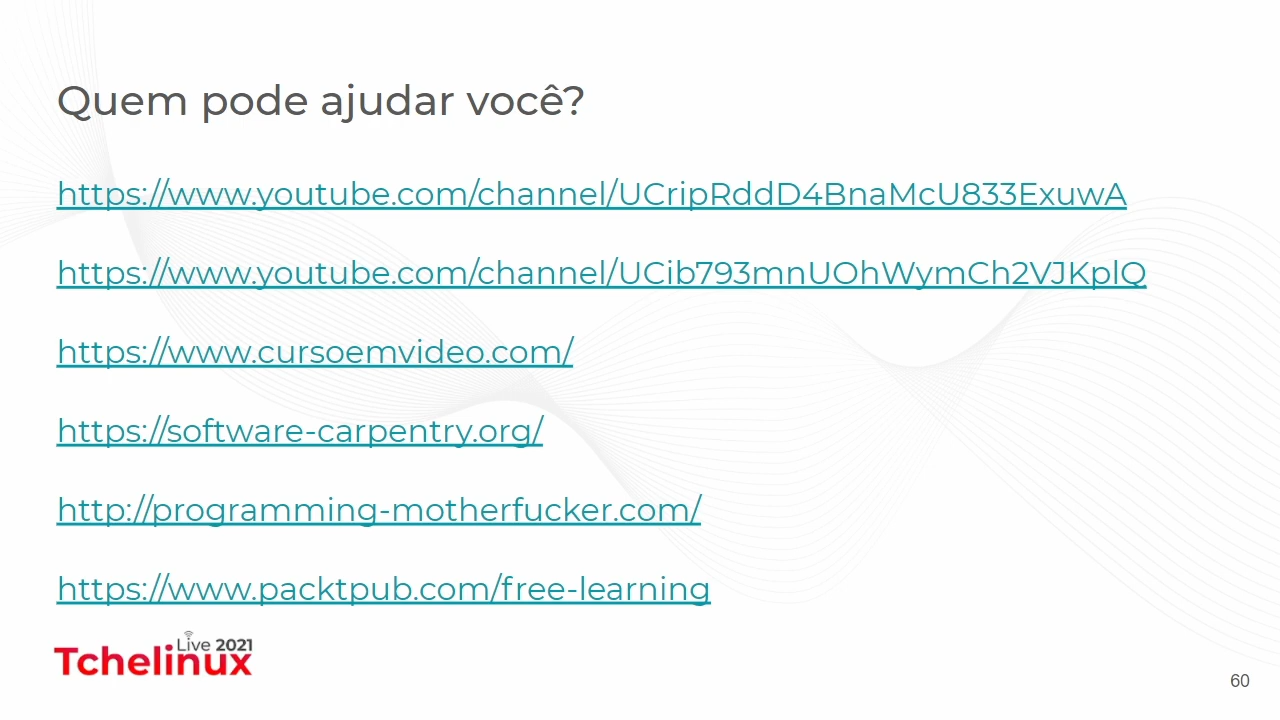 Quem pode ajudar você?
https://www.youtube.com/channel/UCripRddD4BnaMcU833ExuwA
https://www.youtube.com/channel/UCib793mnUOhWymCh2VJKplQ
https://www.cursoemvideo.com/
https://software-carpentry.org/
http://programming-motherfucker.com/
https://www.packtpub.com/free-learning
Live 2021
Tchelinux
60